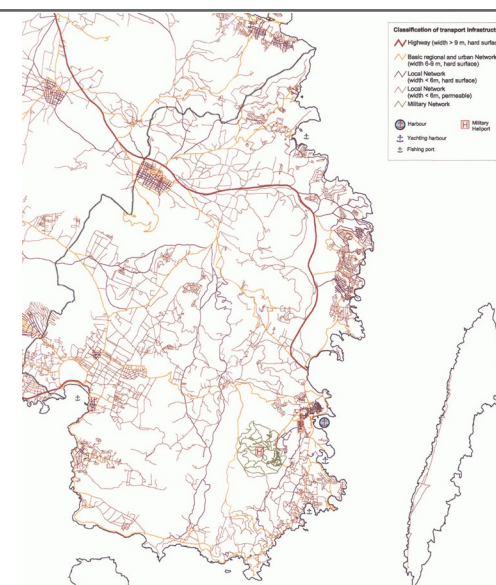 Classification of transport infrastruct
Highway (width > 9 m, hard surfac
Basic regional and urban Network
(width 6-9 m, hard surface)
Local Network
(width < 6m, hard surface)
Local Network
(width < 6m, permeable)
Military Network
Harbour
H Military
Heliport
Yachting harbour
Fishing port
H